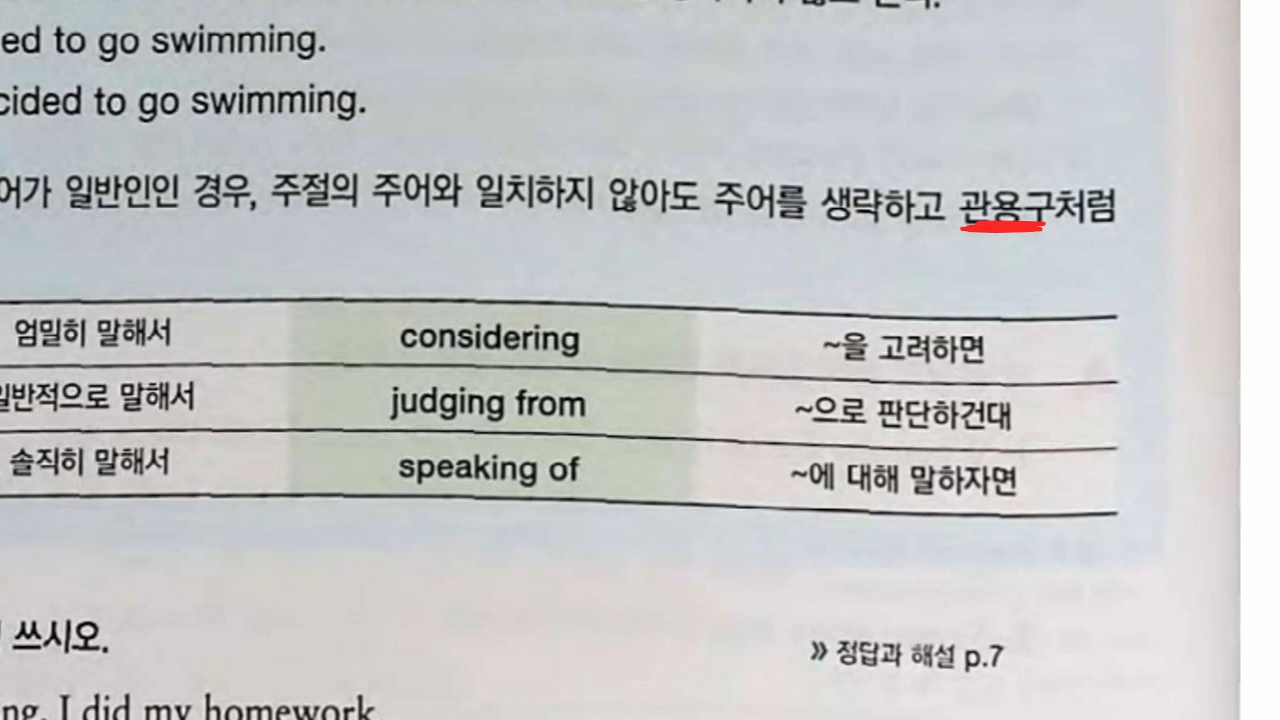 ed to go swimming.
cided to go swimming.
어가 일반인인 경우, 주절의 주어와 일치하지 않아도 주어를 생략하고 관용구처럼
엄밀히 말해서 considering ~을 고려하면
일반적으로 말해서 judging from ~으로 판단하건대
솔직히 말해서 speaking of ~에 대해 말하자면
쓰시오.
» 정답과 해설 p.7
ng, I did my homework.